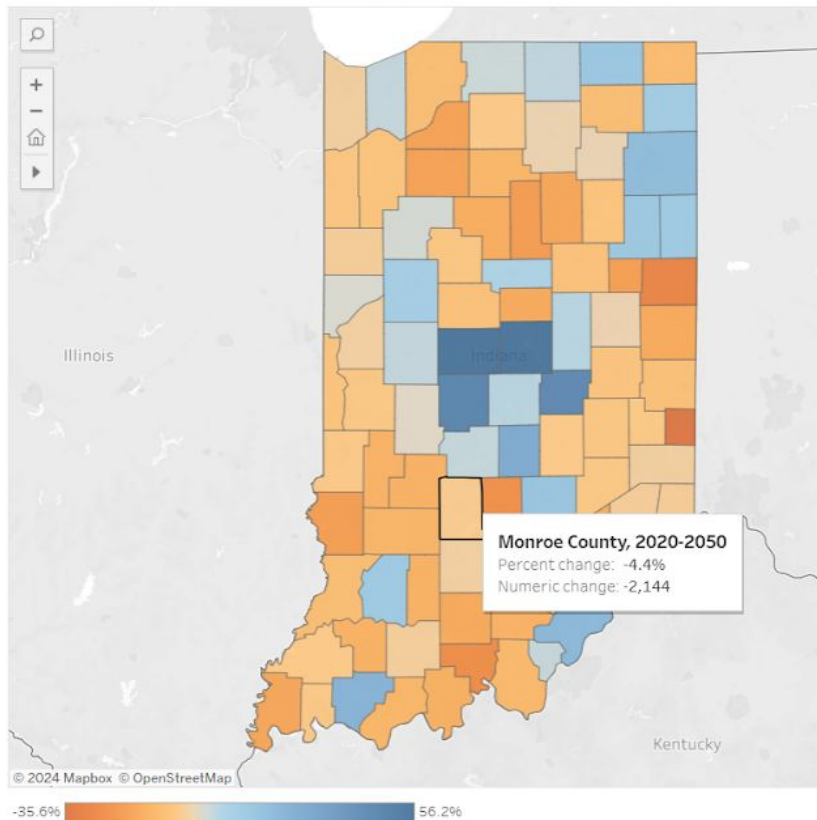 Illinois
Indiana
Monroe County, 2020-2050
Percent change: -4.4%
Numeric change: -2,144
Kentucky
© 2024 Mapbox © OpenStreetMap
-35.6% 56.2%